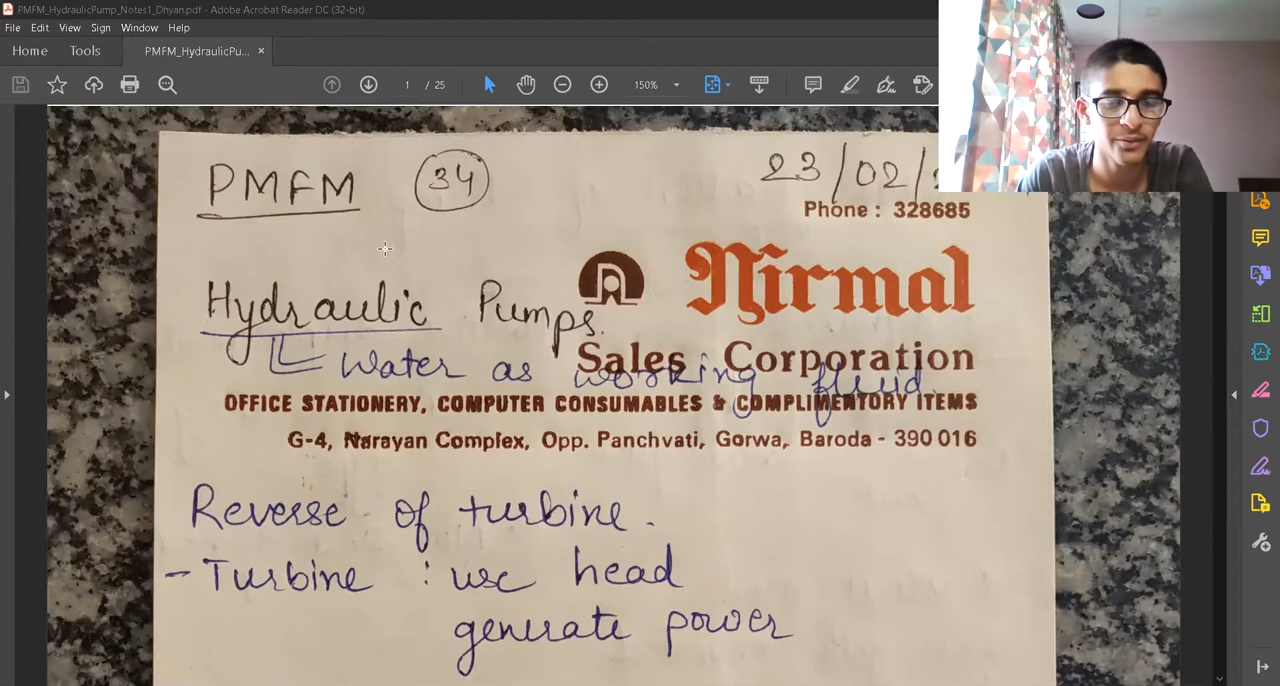 PMFM_HydraulicPump_Notes1_Dhyan.pdf - Adobe Acrobat Reader DC (32-bit)
File Edit View Sign Window Help
Home Tools PMFM_HydraulicPu... ×
1 / 25 150%
PMFM 34 23/02/
Phone : 328685
Nirmal
Hydraulic Pumps.
Sales Corporation
Water as working fluid.
OFFICE STATIONERY, COMPUTER CONSUMABLES & COMPLIMENTORY ITEMS
G-4, Narayan Complex, Opp. Panchvati, Gorwa, Baroda - 390 016
Reverse of turbine.
- Turbine : use head
generate power